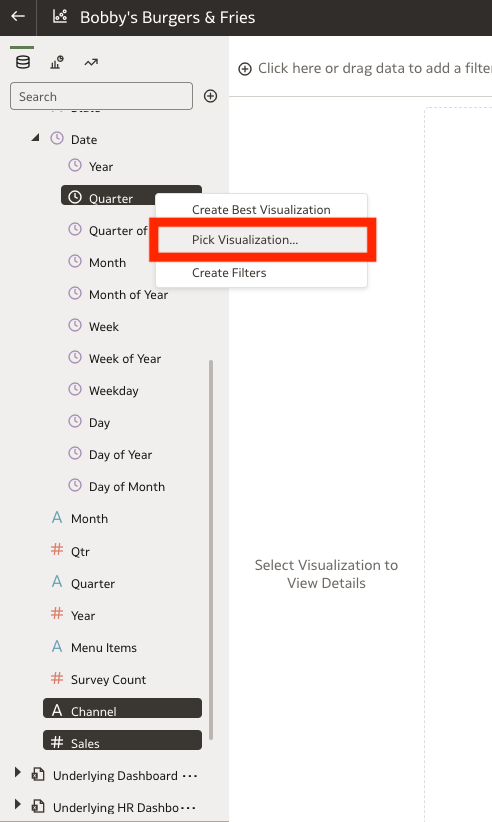 Bobby's Burgers & Fries
Click here or drag data to add a filter
Search
Date
Year
Quarter
Create Best Visualization
Quarter of
Pick Visualization...
Month
Create Filters
Month of Year
Week
Week of Year
Weekday
Day
Day of Year
Day of Month
Month
Qtr
Select Visualization to
View Details
Quarter
Year
Menu Items
Survey Count
Channel
Sales
Underlying Dashboard ...
Underlying HR Dashbo...